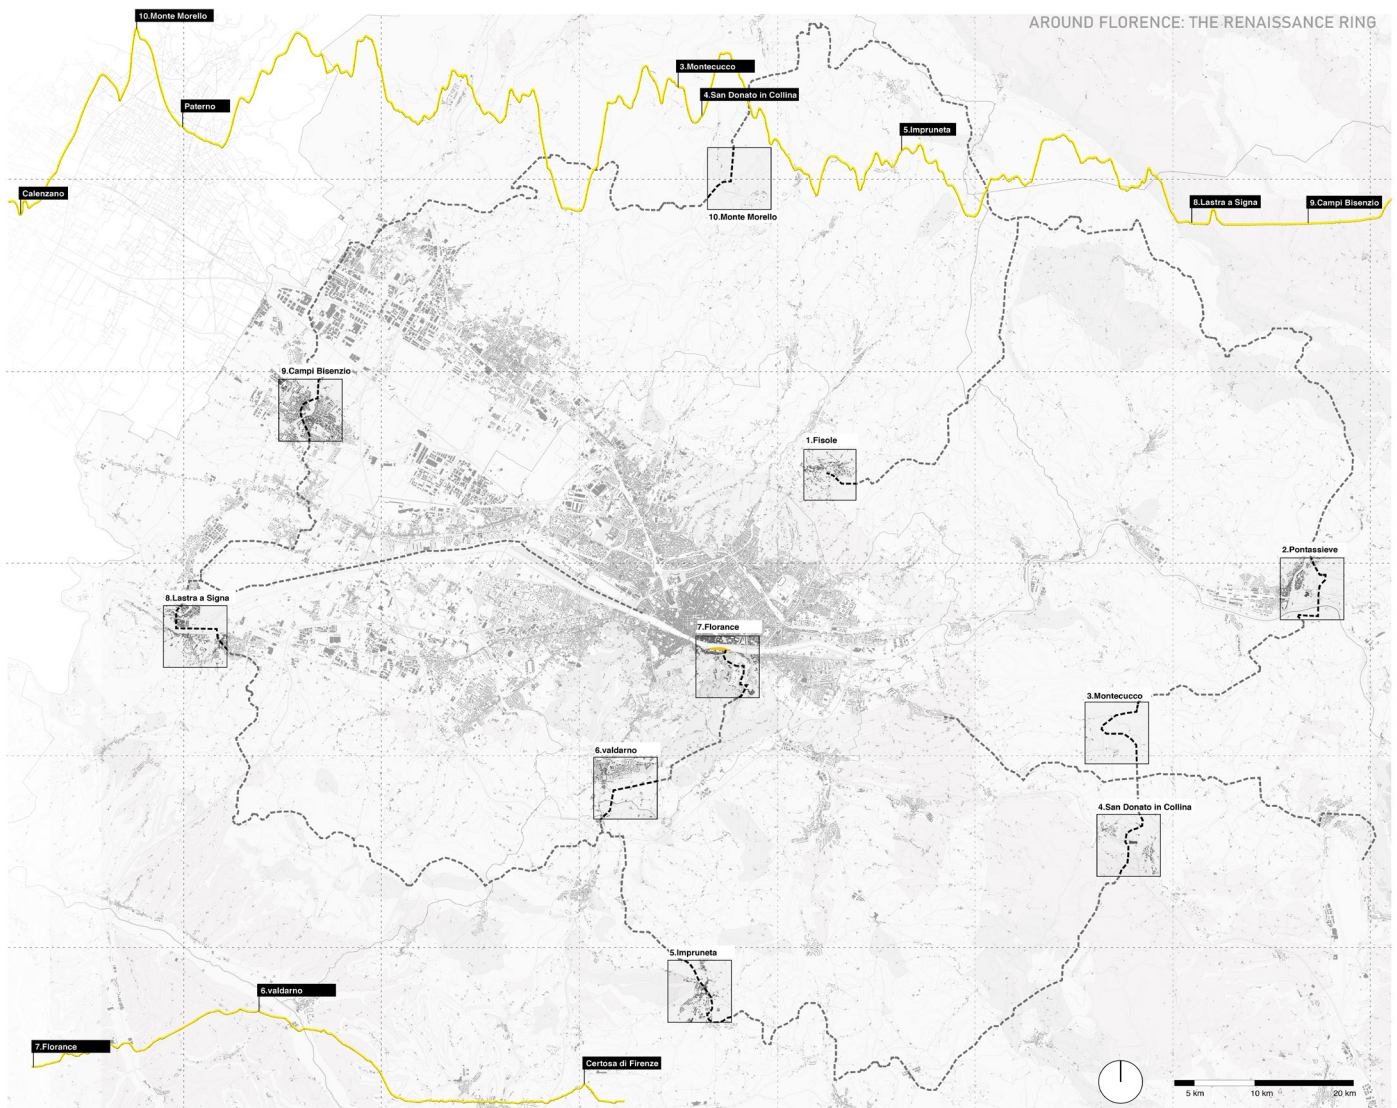 10.Monte Morello
AROUND FLORENCE: THE RENAISSANCE RING
3.Montecucco
4.San Donato in Collina
Paterno
5.Impruneta
Calenzano
8.Lastra a Signa
9.Campi Bisenzio
10.Monte Morello
9.Campi Bisenzio
1.Fisole
2.Pontassieve
8.Lastra a Signa
7.Florance
3.Montecucco
6.valdarno
4.San Donato in Collina
5.Impruneta
6.valdarno
7.Florance
Certosa di Firenze
5 km 10 km 20 km